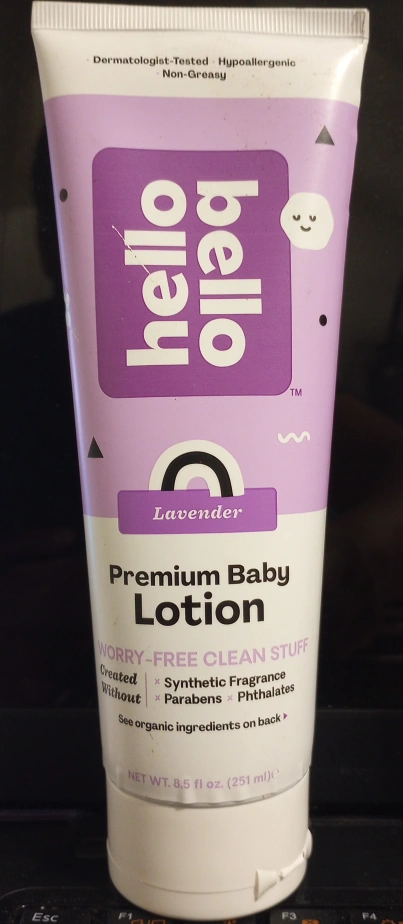 Dermatologist-Tested · Hypoallergenic
· Non-Greasy
hello
bello
TM
Lavender
Premium Baby
Lotion
WORRY-FREE CLEAN STUFF
Created
Without
× Synthetic Fragrance
× Parabens × Phthalates
See organic ingredients on back
NET WT. 8.5 fl oz. (251 ml)
Esc
F1
F3
F4